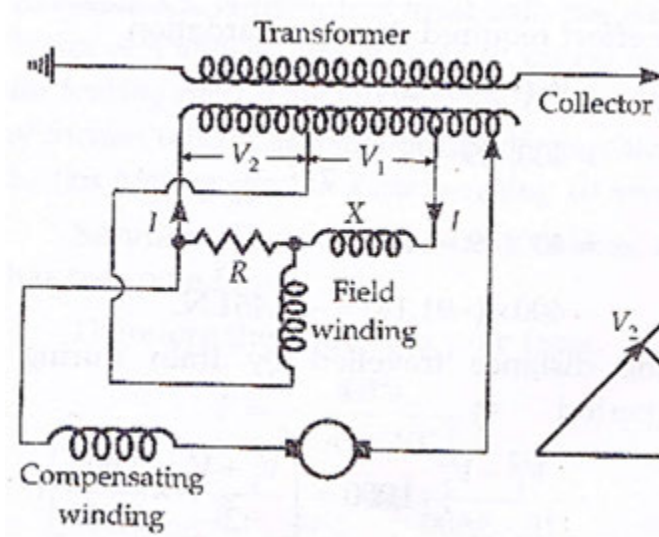 Transformer
Collector
V₂
V₁
I
X
I
R
Field
winding
V₂
Compensating
winding